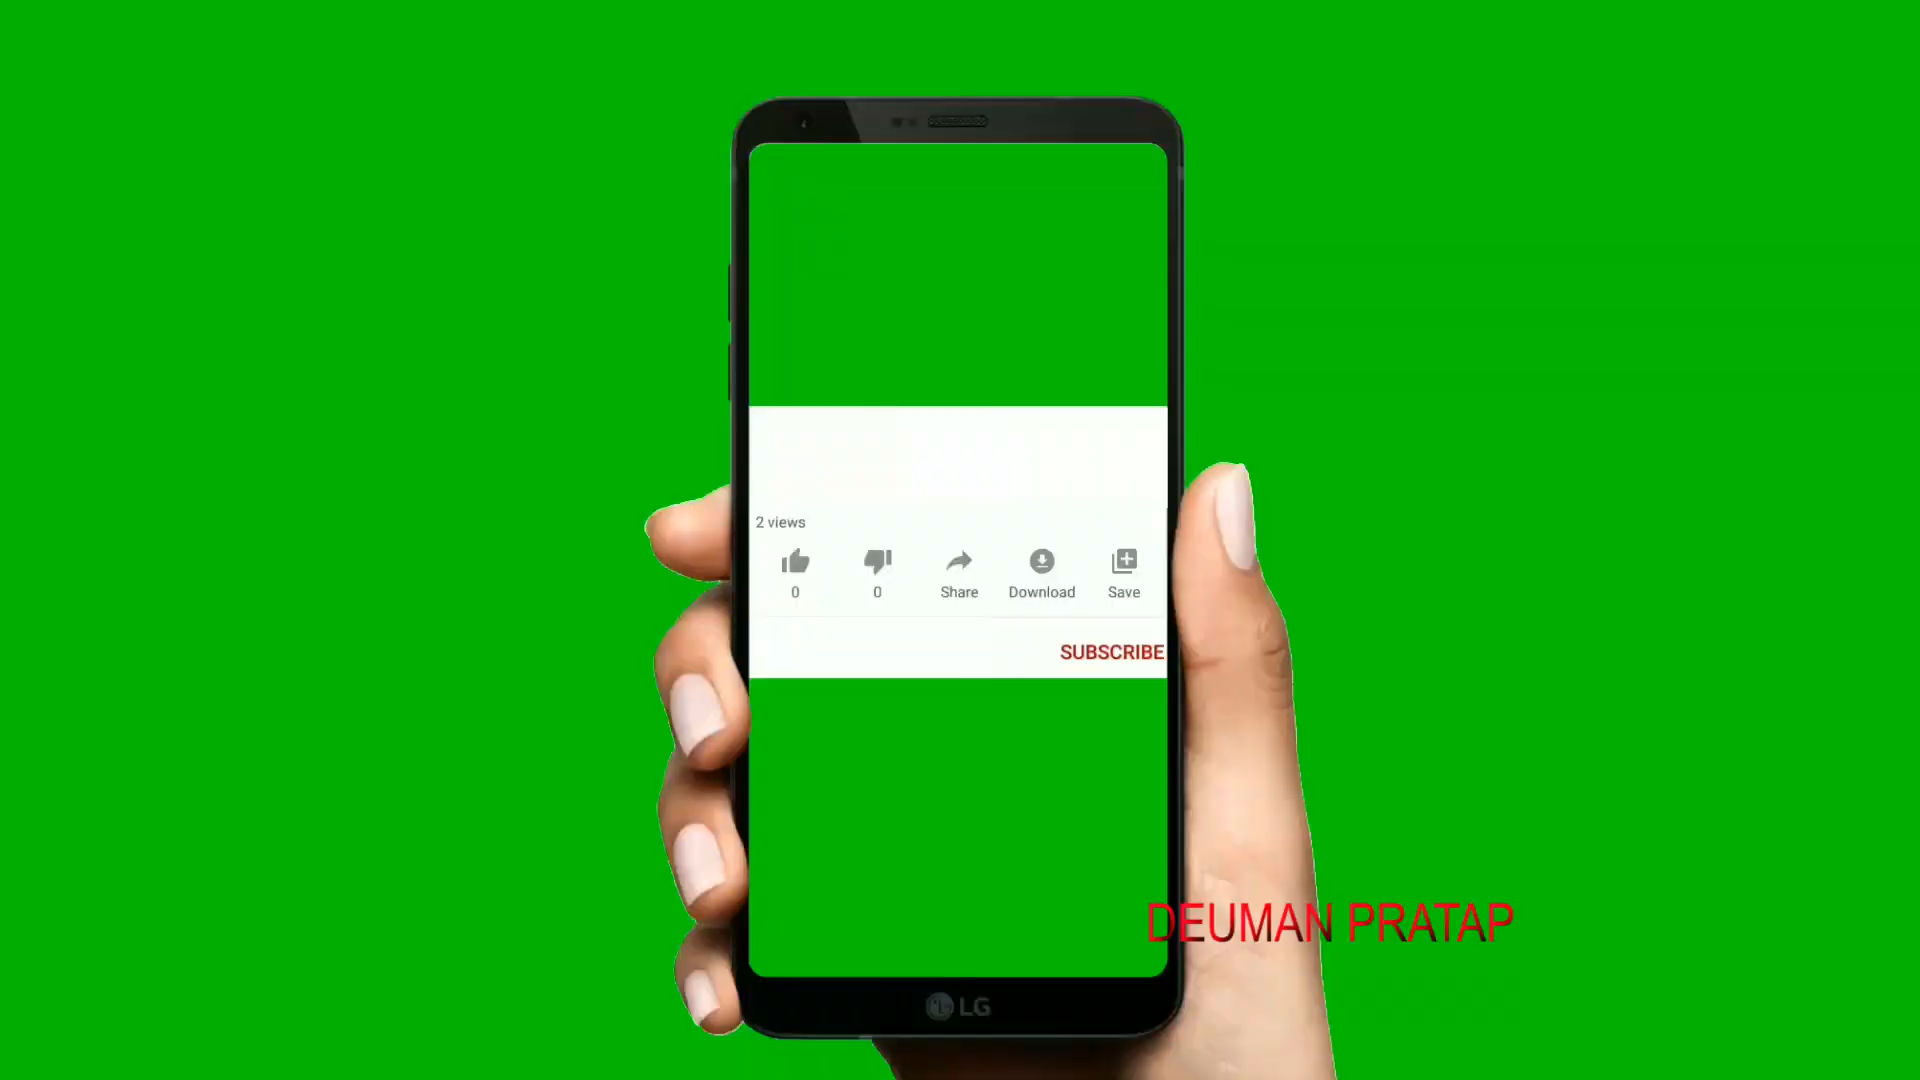 2 views
0 0 Share Download Save
SUBSCRIBE
DEUMAN PRATAP
LG